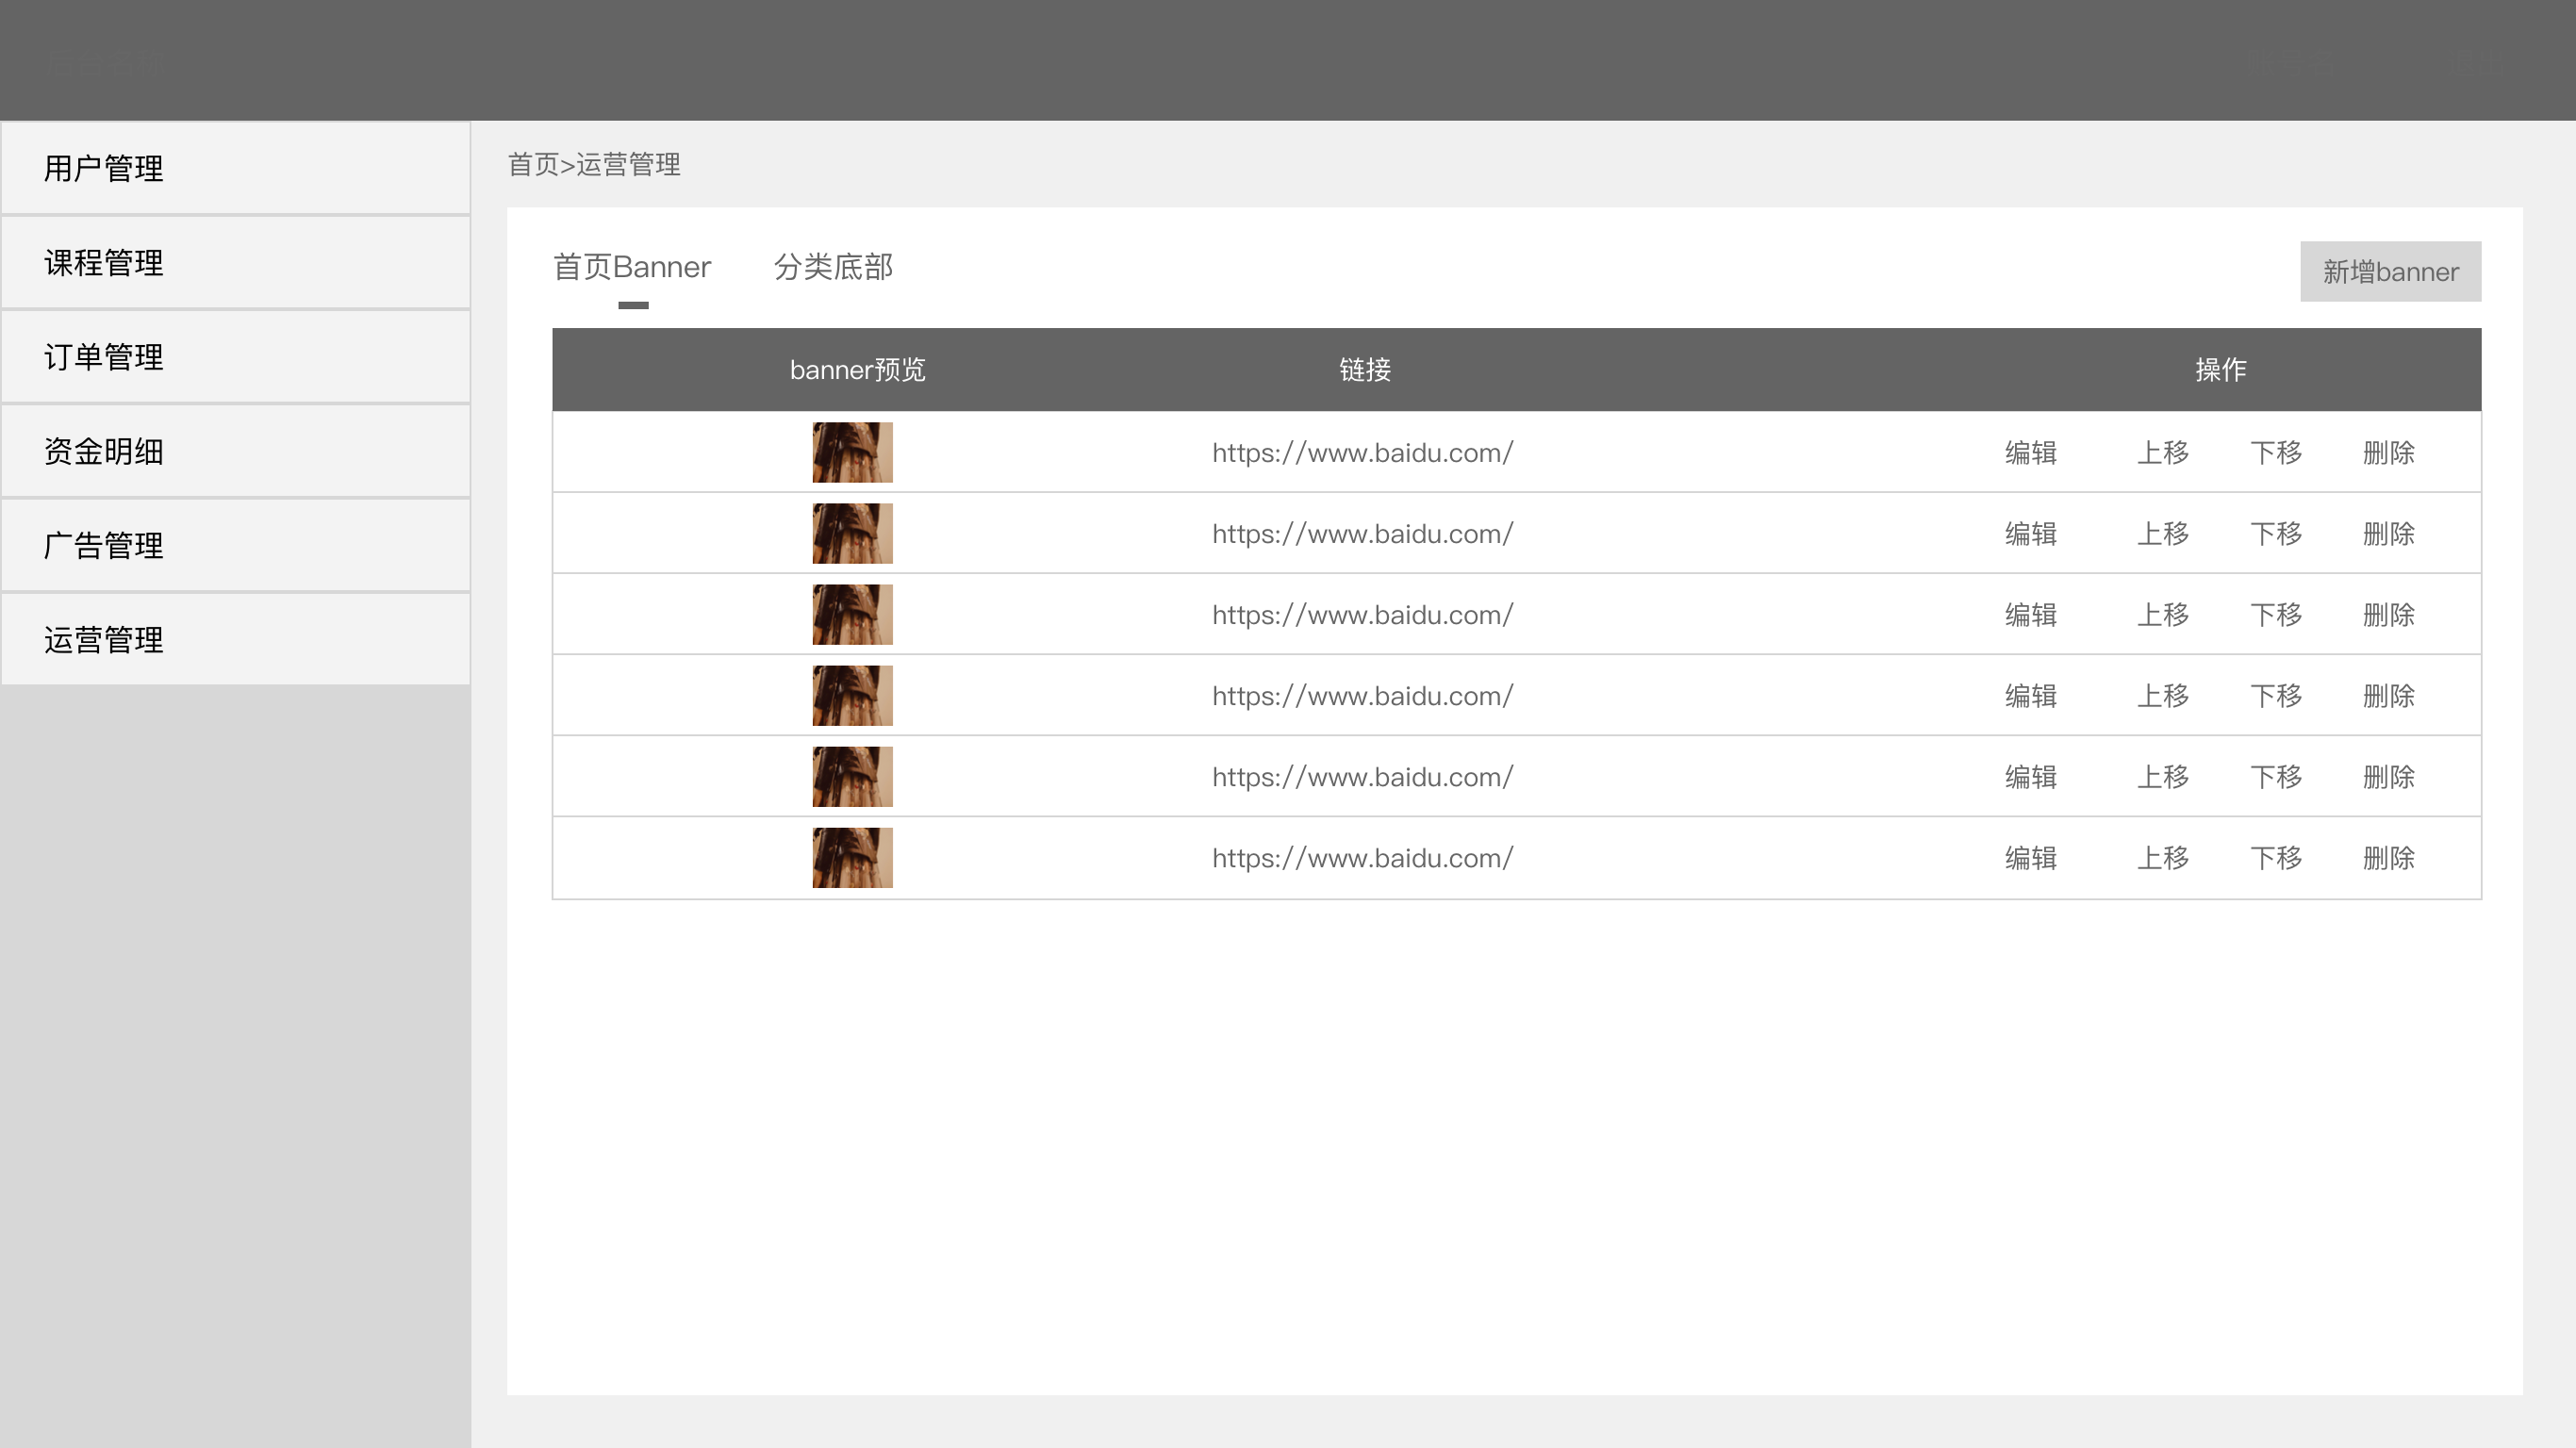 用户管理
课程管理
订单管理
资金明细
广告管理
运营管理
首页>运营管理
首页Banner 分类底部
新增banner
banner预览 链接 操作
https://www.baidu.com/ 编辑 上移 下移 删除
https://www.baidu.com/ 编辑 上移 下移 删除
https://www.baidu.com/ 编辑 上移 下移 删除
https://www.baidu.com/ 编辑 上移 下移 删除
https://www.baidu.com/ 编辑 上移 下移 删除
https://www.baidu.com/ 编辑 上移 下移 删除